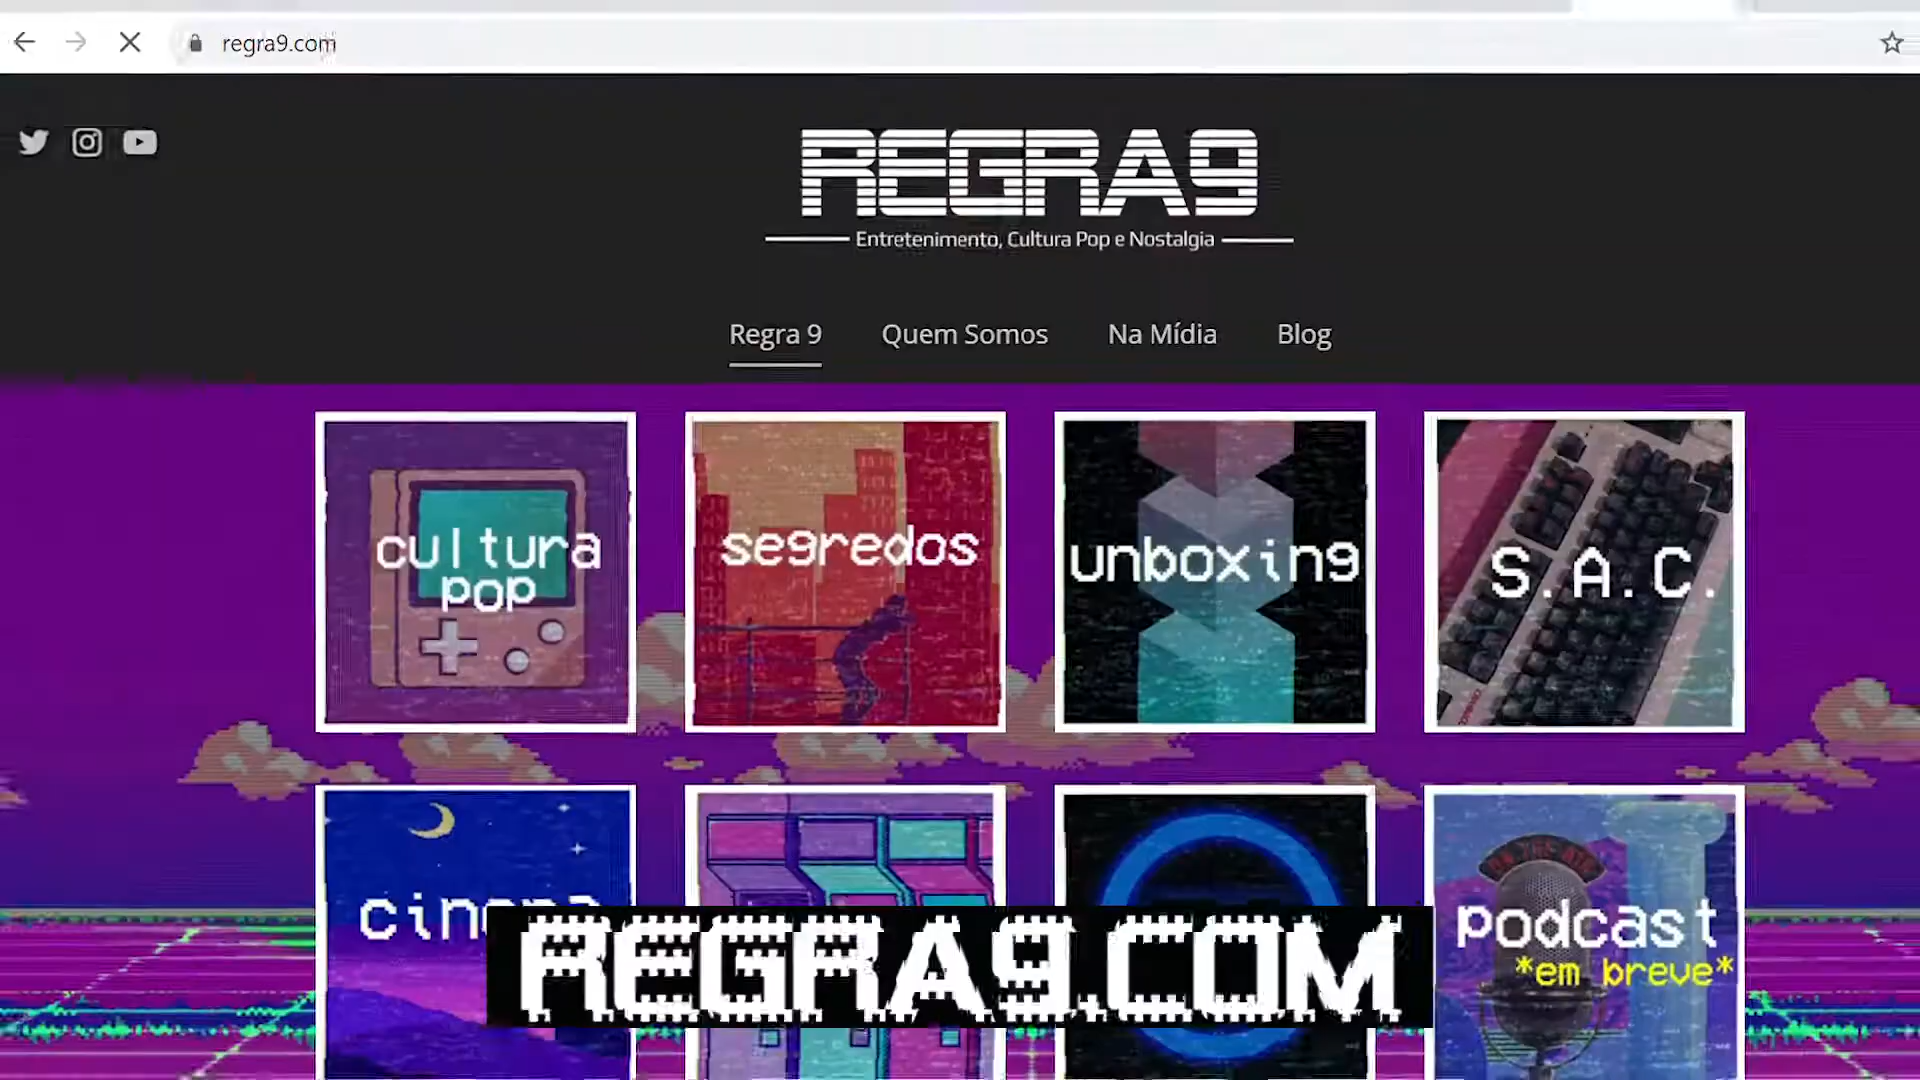 regra9.com
REGRA9
Entretenimento, Cultura Pop e Nostalgia
Regra 9
Quem Somos
Na Mídia
Blog
cultura
pop
segredos
unboxing
S.A.C.
podcast
*em breve*
REGRA9.COM